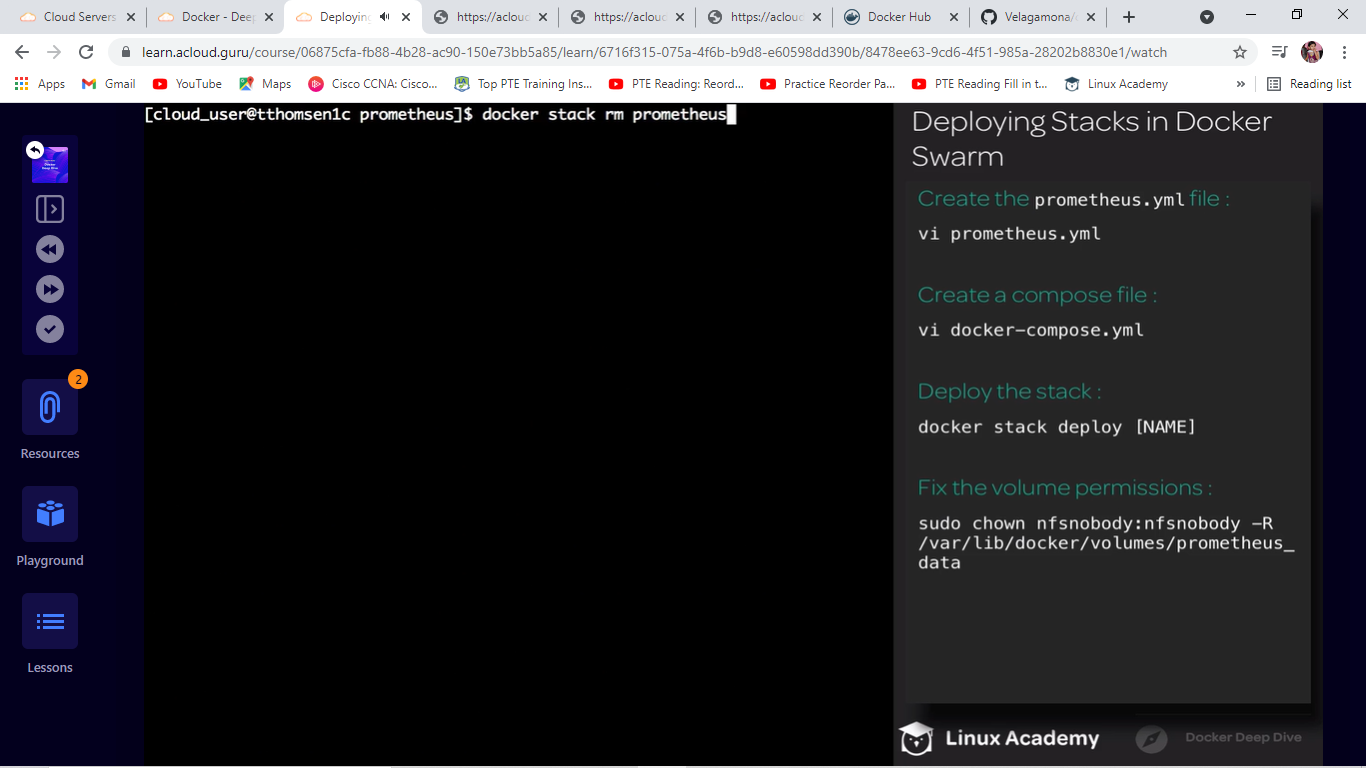 Cloud Servers
Docker - Deep
Deploying
https://acloud
https://acloud
https://acloud
Docker Hub
Velagamona/
learn.acloud.guru/course/06875cfa-fb88-4b28-ac90-150e73bb5a85/learn/6716f315-075a-4f6b-b9d8-e60598dd390b/8478ee63-9cd6-4f51-985a-28202b8830e1/watch
Apps
Gmail
YouTube
Maps
Cisco CCNA: Cisco...
Top PTE Training Ins...
PTE Reading: Reord...
Practice Reorder Pa...
PTE Reading Fill in t...
Linux Academy
»
Reading list
[cloud_user@tthomsen1c prometheus]$ docker stack rm prometheus
2
Resources
Playground
Lessons
Deploying Stacks in Docker
Swarm
Create the prometheus.yml file :
vi prometheus.yml
Create a compose file :
vi docker-compose.yml
Deploy the stack :
docker stack deploy [NAME]
Fix the volume permissions :
sudo chown nfsnobody:nfsnobody -R
/var/lib/docker/volumes/prometheus_
data
Linux Academy
Docker Deep Dive